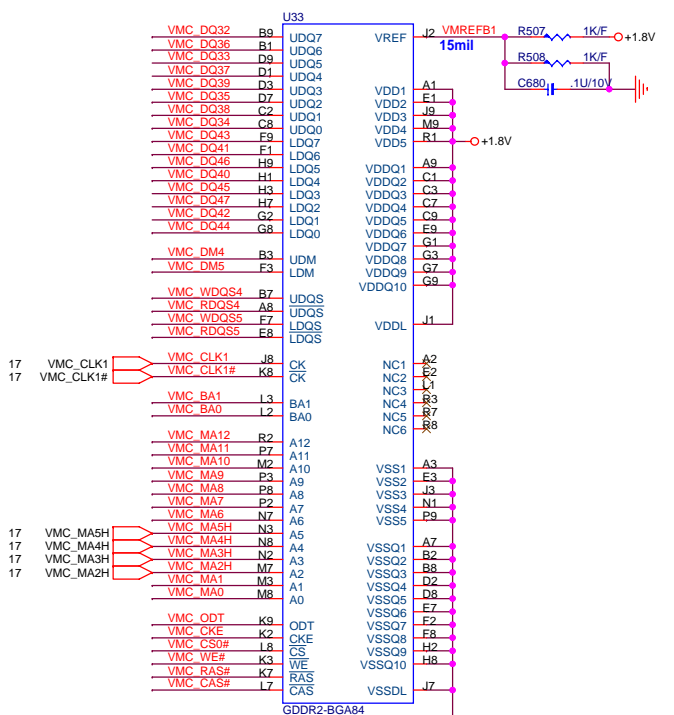 U33
VMC_DQ32 B9 UDQ7 VREF J2 VMREFB1 R507 1K/F +1.8V
15mil
VMC_DQ36 B1 UDQ6
VMC_DQ33 D9 UDQ5 R508 1K/F
VMC_DQ37 D1 UDQ4 C680 .1U/10V
VMC_DQ39 D3 UDQ3 VDD1 A1
VMC_DQ35 D7 UDQ2 VDD2 E1
VMC_DQ38 C2 UDQ1 VDD3 J9
VMC_DQ34 C8 UDQ0 VDD4 M9
VMC_DQ43 F9 LDQ7 VDD5 R1 +1.8V
VMC_DQ41 F1 LDQ6
VMC_DQ46 H9 LDQ5 VDDQ1 A9
VMC_DQ40 H1 LDQ4 VDDQ2 C1
VMC_DQ45 H3 LDQ3 VDDQ3 C3
VMC_DQ47 H7 LDQ2 VDDQ4 C7
VMC_DQ42 G2 LDQ1 VDDQ5 C9
VMC_DQ44 G8 LDQ0 VDDQ6 E9
VDDQ7 G1
VMC_DM4 B3 UDM VDDQ8 G3
VMC_DM5 F3 LDM VDDQ9 G7
VDDQ10 G9
VMC_WDQS4 B7 UDQS
VMC_RDQS4 A8 UDQS
VMC_WDQS5 F7 LDQS VDDL J1
VMC_RDQS5 E8 LDQS
17 VMC_CLK1 VMC_CLK1 J8 CK NC1 A2
17 VMC_CLK1# VMC_CLK1# K8 CK NC2 E2
NC3 L1
VMC_BA1 L3 BA1 NC4 R3
VMC_BA0 L2 BA0 NC5 R7
NC6 R8
VMC_MA12 R2 A12
VMC_MA11 P7 A11
VMC_MA10 M2 A10 VSS1 A3
VMC_MA9 P3 A9 VSS2 E3
VMC_MA8 P8 A8 VSS3 J3
VMC_MA7 P2 A7 VSS4 N1
VMC_MA6 N7 A6 VSS5 P9
17 VMC_MA5H VMC_MA5H N3 A5
17 VMC_MA4H VMC_MA4H N8 A4 VSSQ1 A7
17 VMC_MA3H VMC_MA3H N2 A3 VSSQ2 B2
17 VMC_MA2H VMC_MA2H M7 A2 VSSQ3 B8
VMC_MA1 M3 A1 VSSQ4 D2
VMC_MA0 M8 A0 VSSQ5 D8
VSSQ6 E7
VMC_ODT K9 ODT VSSQ7 F2
VMC_CKE K2 CKE VSSQ8 F8
VMC_CS0# L8 CS VSSQ9 H2
VMC_WE# K3 WE VSSQ10 H8
VMC_RAS# K7 RAS
VMC_CAS# L7 CAS VSSDL J7
GDDR2-BGA84